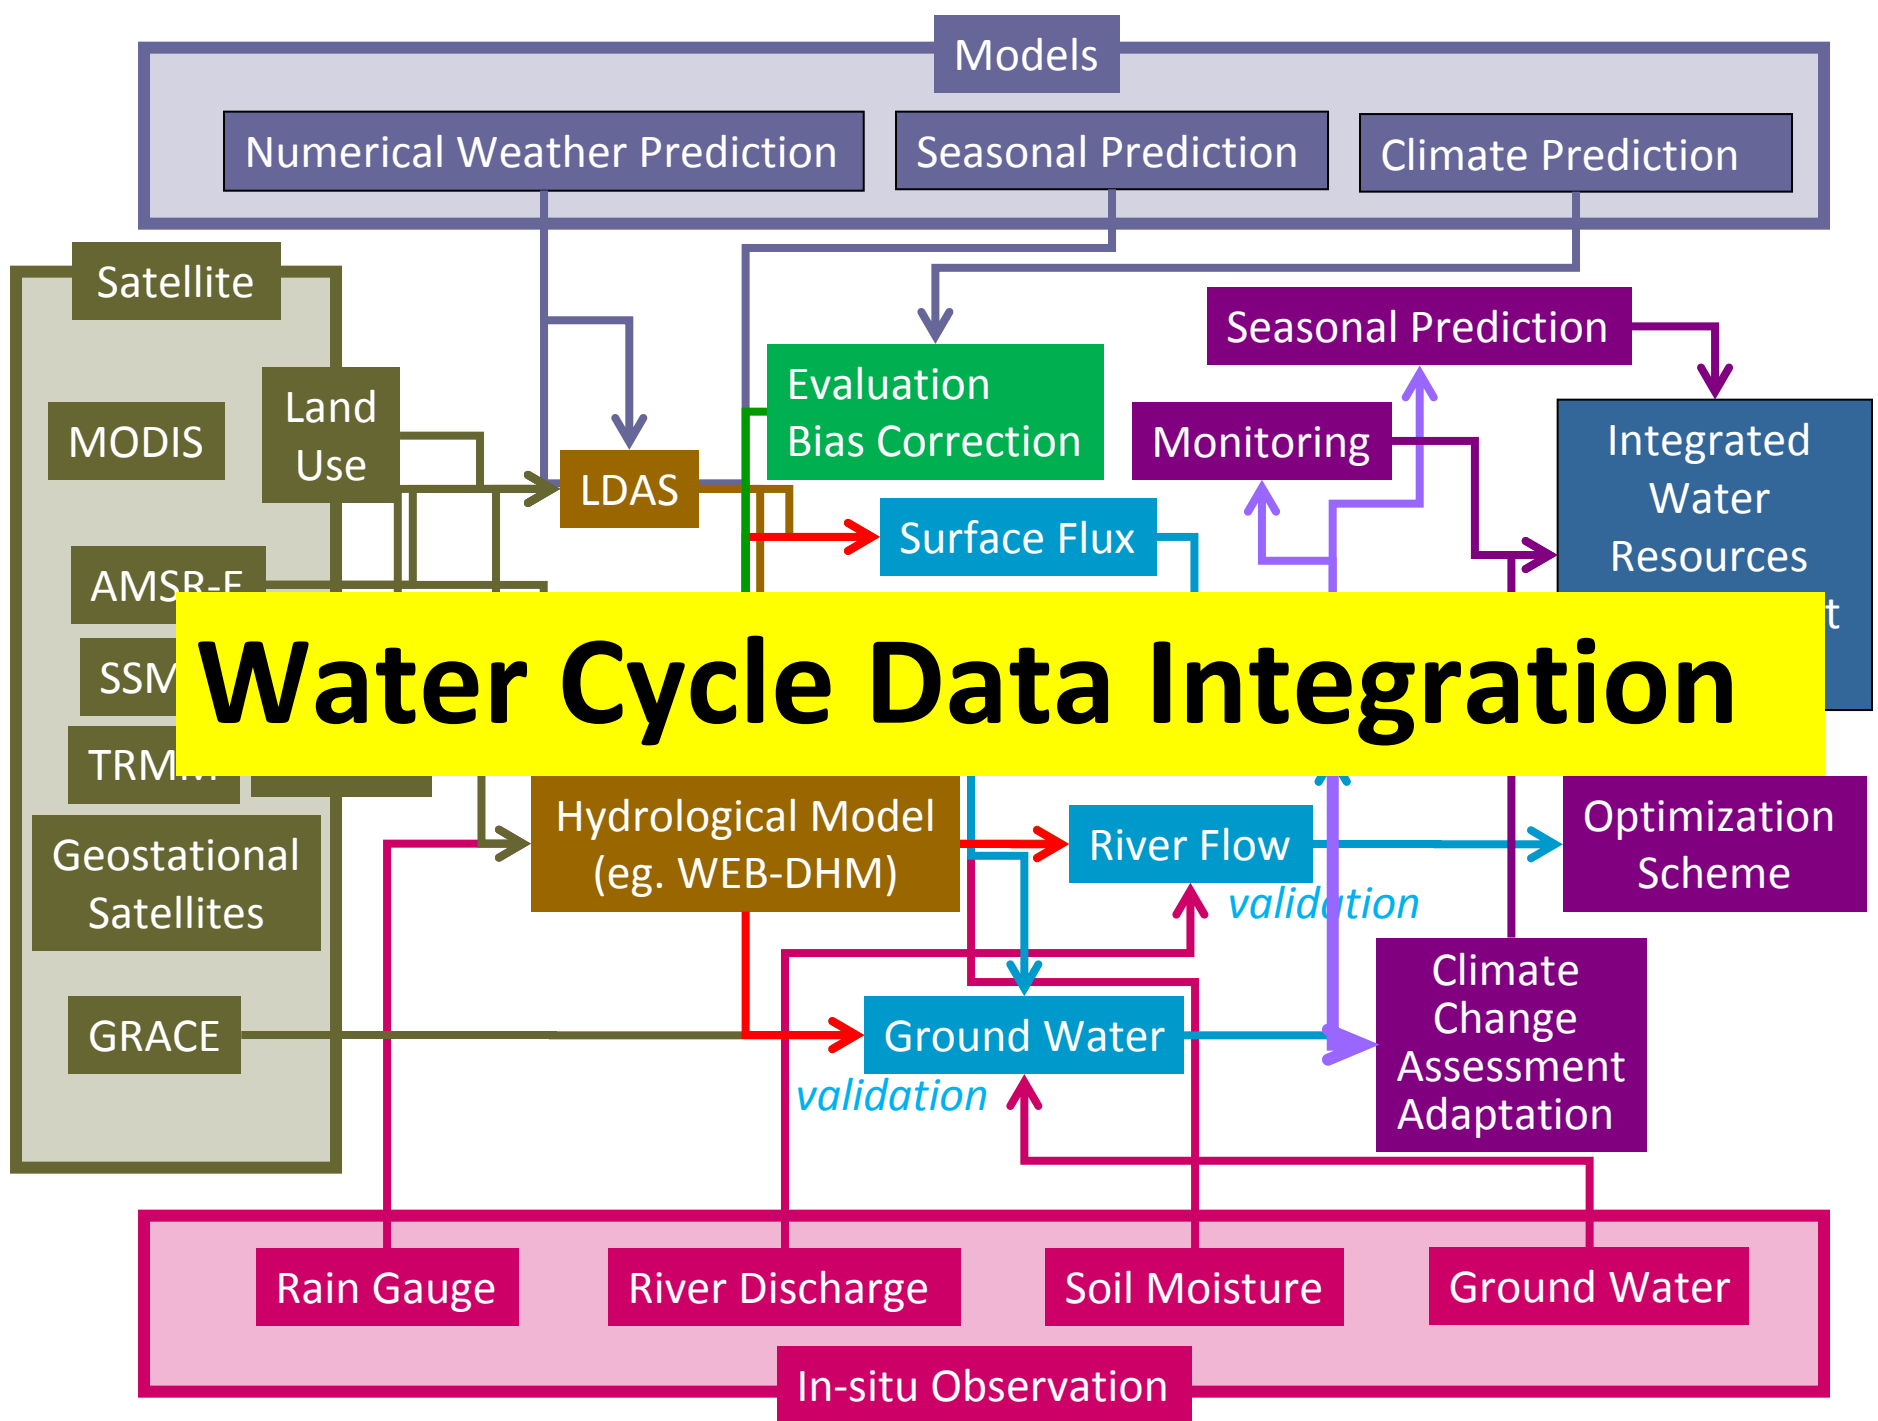 Models
Numerical Weather Prediction
Seasonal Prediction
Climate Prediction
Satellite
Seasonal Prediction
Land
Use
Evaluation
Bias Correction
MODIS
Monitoring
Integrated
Water
Resources
LDAS
Surface Flux
AMSR-E
Water Cycle Data Integration
Hydrological Model
(eg. WEB-DHM)
River Flow
Optimization
Scheme
Geostational
Satellites
validation
Climate
Change
Assessment
Adaptation
GRACE
Ground Water
validation
Rain Gauge
River Discharge
Soil Moisture
Ground Water
In-situ Observation